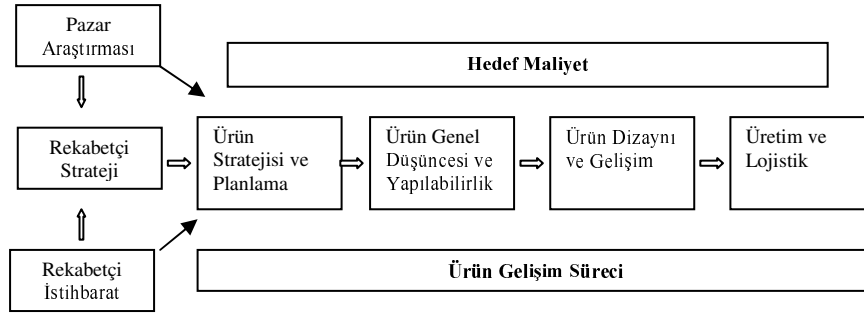 Pazar
Araştırması
Hedef Maliyet
Rekabetçi
Strateji
Ürün
Stratejisi ve
Planlama
Ürün Genel
Düşüncesi ve
Yapılabilirlik
Ürün Dizaynı
ve Gelişim
Üretim ve
Lojistik
Rekabetçi
İstihbarat
Ürün Gelişim Süreci